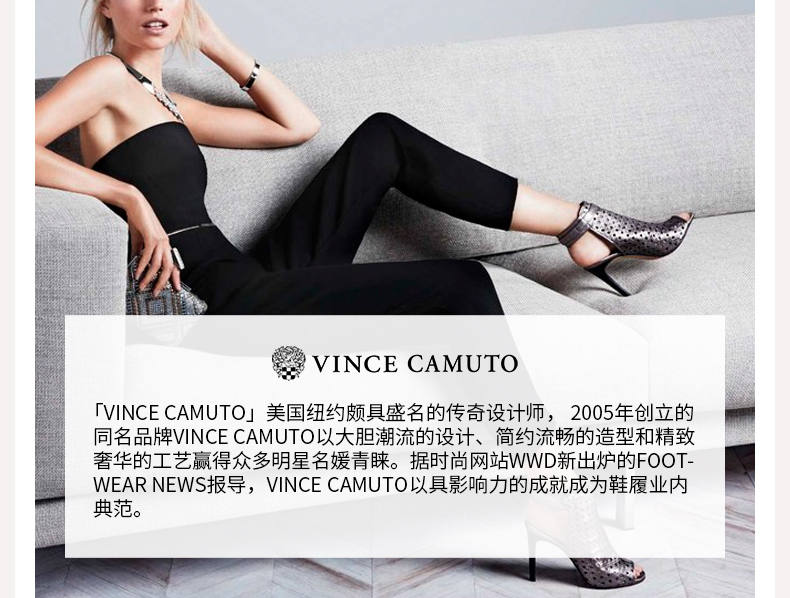 VINCE CAMUTO
「VINCE CAMUTO」美国纽约颇具盛名的传奇设计师， 2005年创立的
同名品牌VINCE CAMUTO以大胆潮流的设计、简约流畅的造型和精致
奢华的工艺赢得众多明星名媛青睐。据时尚网站WWD新出炉的FOOT-
WEAR NEWS报导，VINCE CAMUTO以具影响力的成就成为鞋履业内
典范。